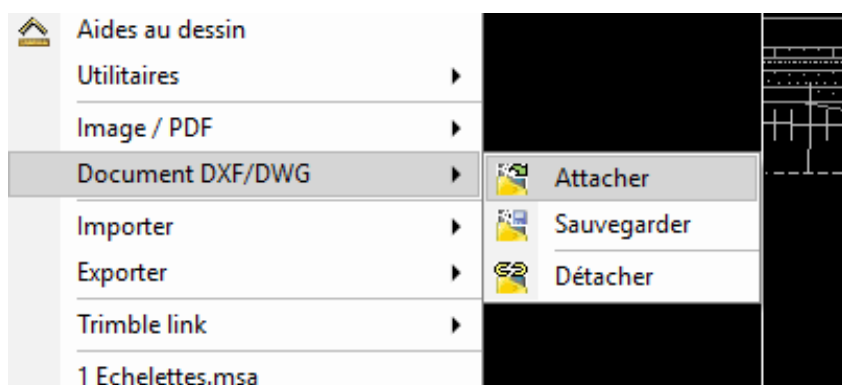 Aides au dessin
Utilitaires
Image / PDF
Document DXF/DWG
Attacher
Sauvegarder
Détacher
Importer
Exporter
Trimble link
1 Echelettes.msa